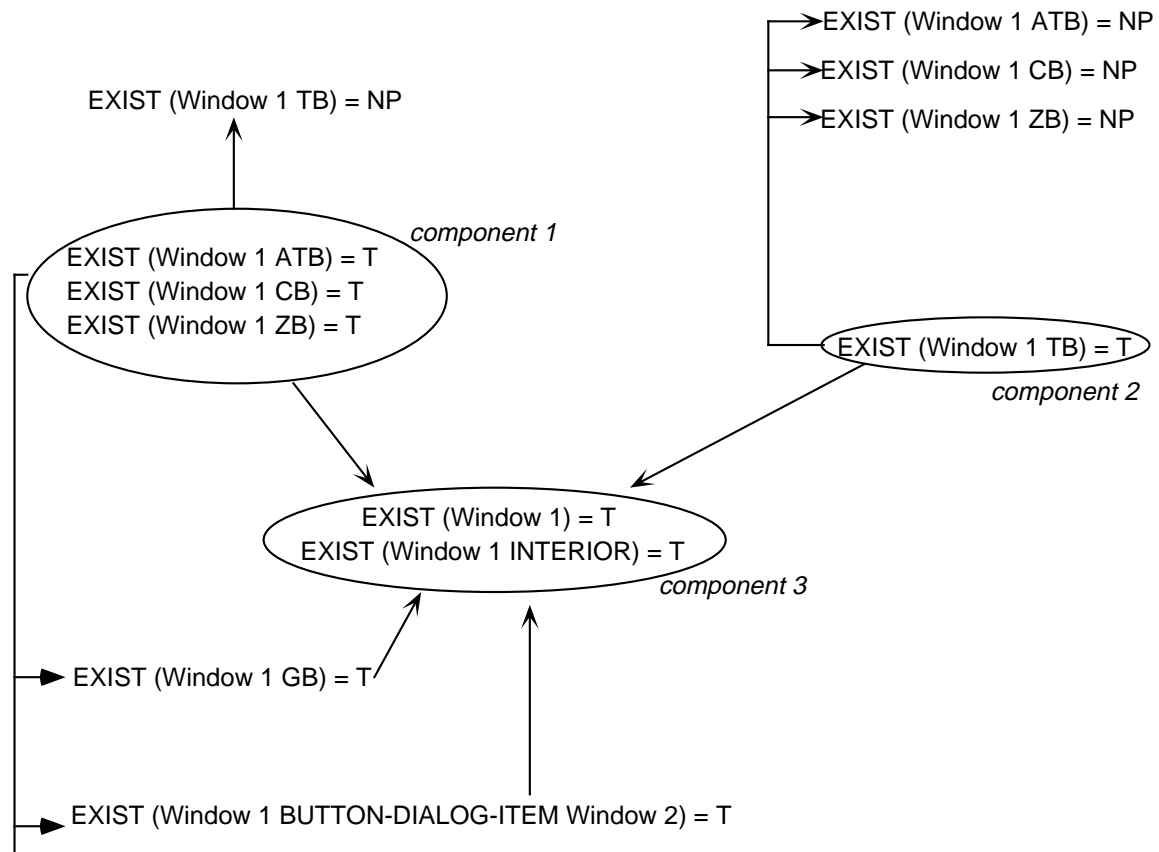 EXIST (Window 1 ATB) = NP
EXIST (Window 1 CB) = NP
EXIST (Window 1 TB) = NP
EXIST (Window 1 ZB) = NP
component 1
EXIST (Window 1 ATB) = T
EXIST (Window 1 CB) = T
EXIST (Window 1 ZB) = T
EXIST (Window 1 TB) = T
component 2
EXIST (Window 1) = T
EXIST (Window 1 INTERIOR) = T
component 3
EXIST (Window 1 GB) = T
EXIST (Window 1 BUTTON-DIALOG-ITEM Window 2) = T